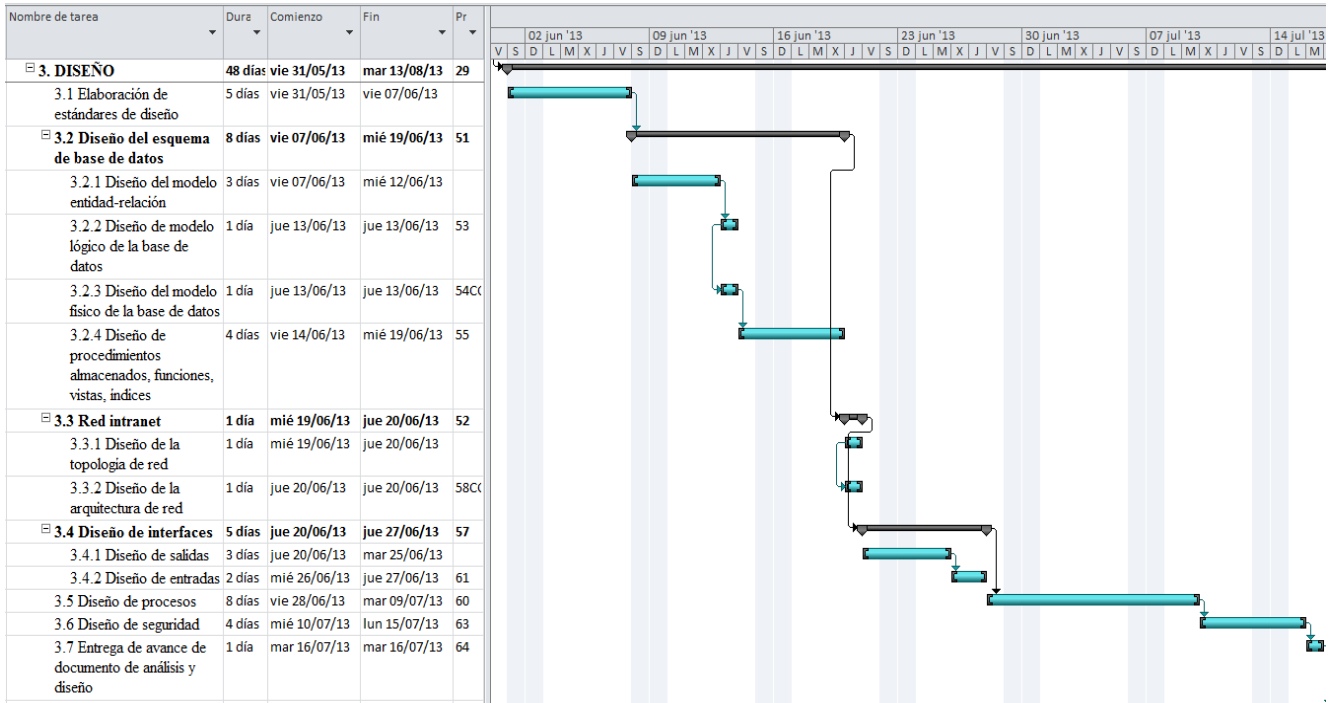 Nombre de tarea Dura Comienzo Fin Pr
02 jun '13 09 jun '13 16 jun '13 23 jun '13 30 jun '13 07 jul '13 14 jul '13
V S D L M X J V S D L M X J V S D L M X J V S D L M X J V S D L M X J V S D L M X J V S D L M
3. DISEÑO 48 días vie 31/05/13 mar 13/08/13 29
3.1 Elaboración de 5 días vie 31/05/13 vie 07/06/13
estándares de diseño
3.2 Diseño del esquema 8 días vie 07/06/13 mié 19/06/13 51
de base de datos
3.2.1 Diseño del modelo 3 días vie 07/06/13 mié 12/06/13
entidad-relación
3.2.2 Diseño de modelo 1 día jue 13/06/13 jue 13/06/13 53
lógico de la base de
datos
3.2.3 Diseño del modelo 1 día jue 13/06/13 jue 13/06/13 54CC
físico de la base de datos
3.2.4 Diseño de 4 días vie 14/06/13 mié 19/06/13 55
procedimientos
almacenados, funciones,
vistas, índices
3.3 Red intranet 1 día mié 19/06/13 jue 20/06/13 52
3.3.1 Diseño de la 1 día mié 19/06/13 jue 20/06/13
topología de red
3.3.2 Diseño de la 1 día jue 20/06/13 jue 20/06/13 58CC
arquitectura de red
3.4 Diseño de interfaces 5 días jue 20/06/13 jue 27/06/13 57
3.4.1 Diseño de salidas 3 días jue 20/06/13 mar 25/06/13
3.4.2 Diseño de entradas 2 días mié 26/06/13 jue 27/06/13 61
3.5 Diseño de procesos 8 días vie 28/06/13 mar 09/07/13 60
3.6 Diseño de seguridad 4 días mié 10/07/13 lun 15/07/13 63
3.7 Entrega de avance de 1 día mar 16/07/13 mar 16/07/13 64
documento de análisis y
diseño